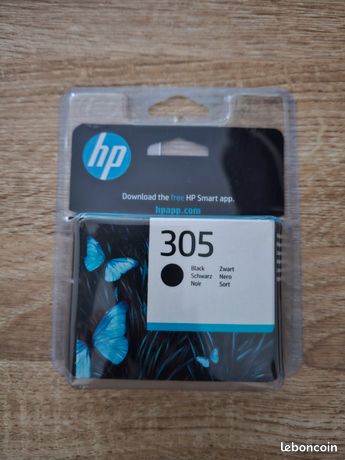 hp
Download the free HP Smart app.
hpapp.com
305
Black Zwart
Schwarz Nero
Noir Sort
leboncoin